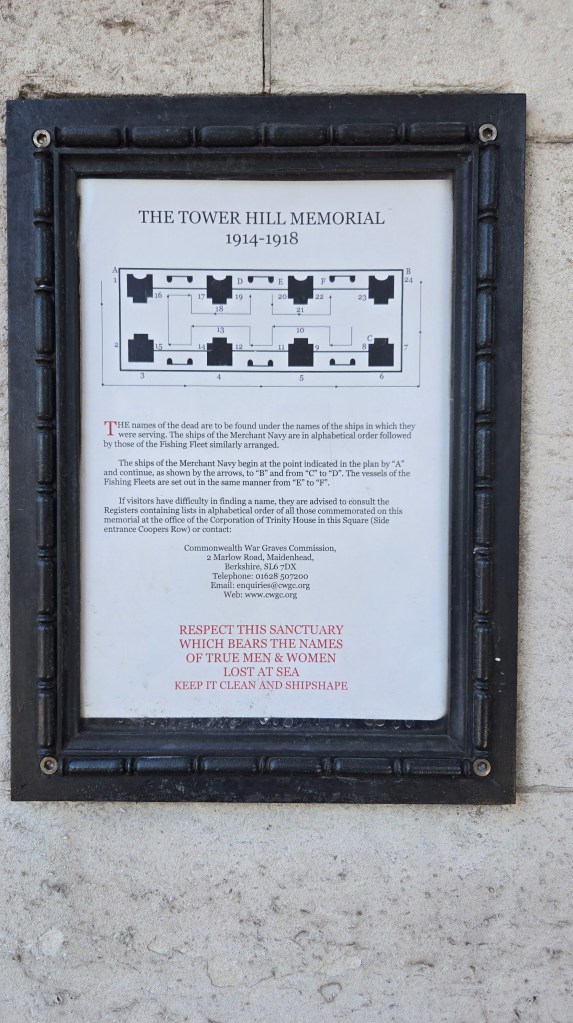 THE TOWER HILL MEMORIAL
1914-1918
A B
1 D E F 24
16 17 19 20 22 23
18 21
13 10
C
2 15 14 12 11 9 8 7
3 4 5 6
THE names of the dead are to be found under the names of the ships in which they
were serving. The ships of the Merchant Navy are in alphabetical order followed
by those of the Fishing Fleet similarly arranged.
The ships of the Merchant Navy begin at the point indicated in the plan by "A"
and continue, as shown by the arrows, to "B" and from "C" to "D". The vessels of the
Fishing Fleets are set out in the same manner from "E" to "F".
If visitors have difficulty in finding a name, they are advised to consult the
Registers containing lists in alphabetical order of all those commemorated on this
memorial at the office of the Corporation of Trinity House in this Square (Side
entrance Coopers Row) or contact:
Commonwealth War Graves Commission,
2 Marlow Road, Maidenhead,
Berkshire, SL6 7DX
Telephone: 01628 507200
Email: enquiries@cwgc.org
Web: www.cwgc.org
RESPECT THIS SANCTUARY
WHICH BEARS THE NAMES
OF TRUE MEN & WOMEN
LOST AT SEA
KEEP IT CLEAN AND SHIPSHAPE